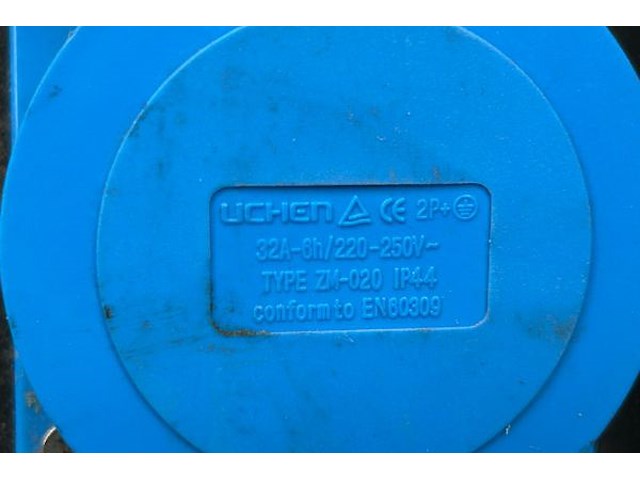 UCHEN CE 2P+
32A-6h/220-250V~
TYPE ZM-020 IP44
conform to EN60309